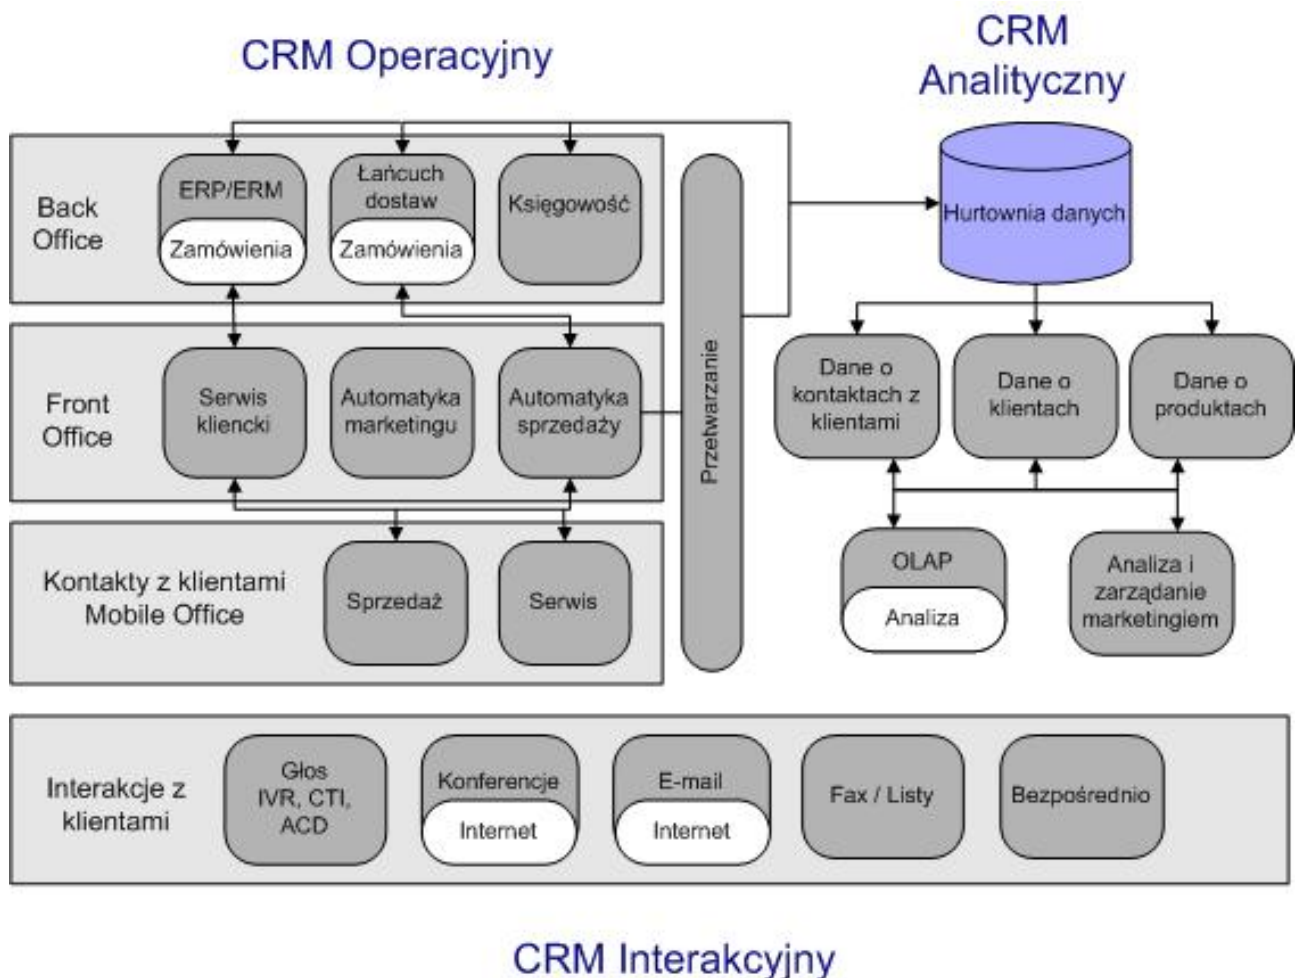 CRM Operacyjny
CRM
Analityczny
Back
Office
ERP/ERM
Zamówienia
Łańcuch
dostaw
Zamówienia
Księgowość
Hurtownia danych
Przetwarzanie
Front
Office
Serwis
kliencki
Automatyka
marketingu
Automatyka
sprzedaży
Dane o
kontaktach z
klientami
Dane o
klientach
Dane o
produktach
Kontakty z klientami
Mobile Office
Sprzedaż
Serwis
OLAP
Analiza
Analiza i
zarządanie
marketingiem
Interakcje z
klientami
Głos
IVR, CTI,
ACD
Konferencje
Internet
E-mail
Internet
Fax / Listy
Bezpośrednio
CRM Interakcyjny